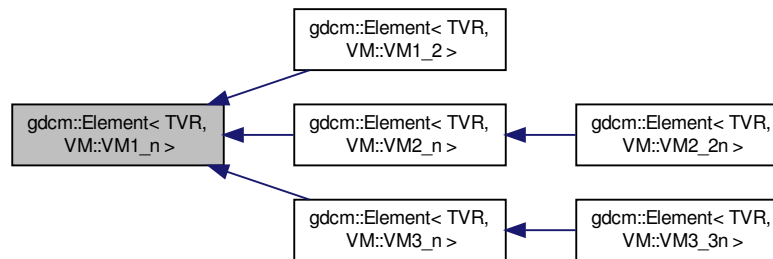 gdcm::Element< TVR,
VM::VM1_2 >
gdcm::Element< TVR,
VM::VM1_n >
gdcm::Element< TVR,
VM::VM2_n >
gdcm::Element< TVR,
VM::VM2_2n >
gdcm::Element< TVR,
VM::VM3_n >
gdcm::Element< TVR,
VM::VM3_3n >